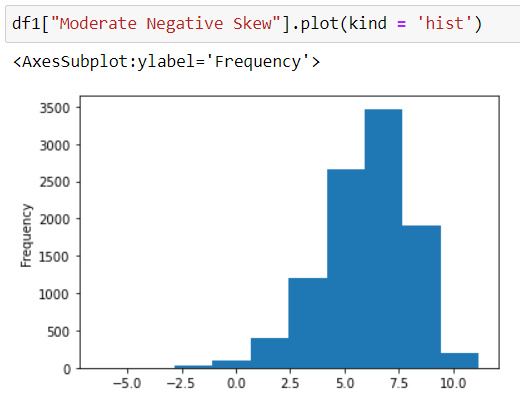 df1["Moderate Negative Skew"].plot(kind = 'hist')
<AxesSubplot:ylabel='Frequency'>
3500
3000
2500
2000
1500
1000
500
0
Frequency
-5.0 -2.5 0.0 2.5 5.0 7.5 10.0